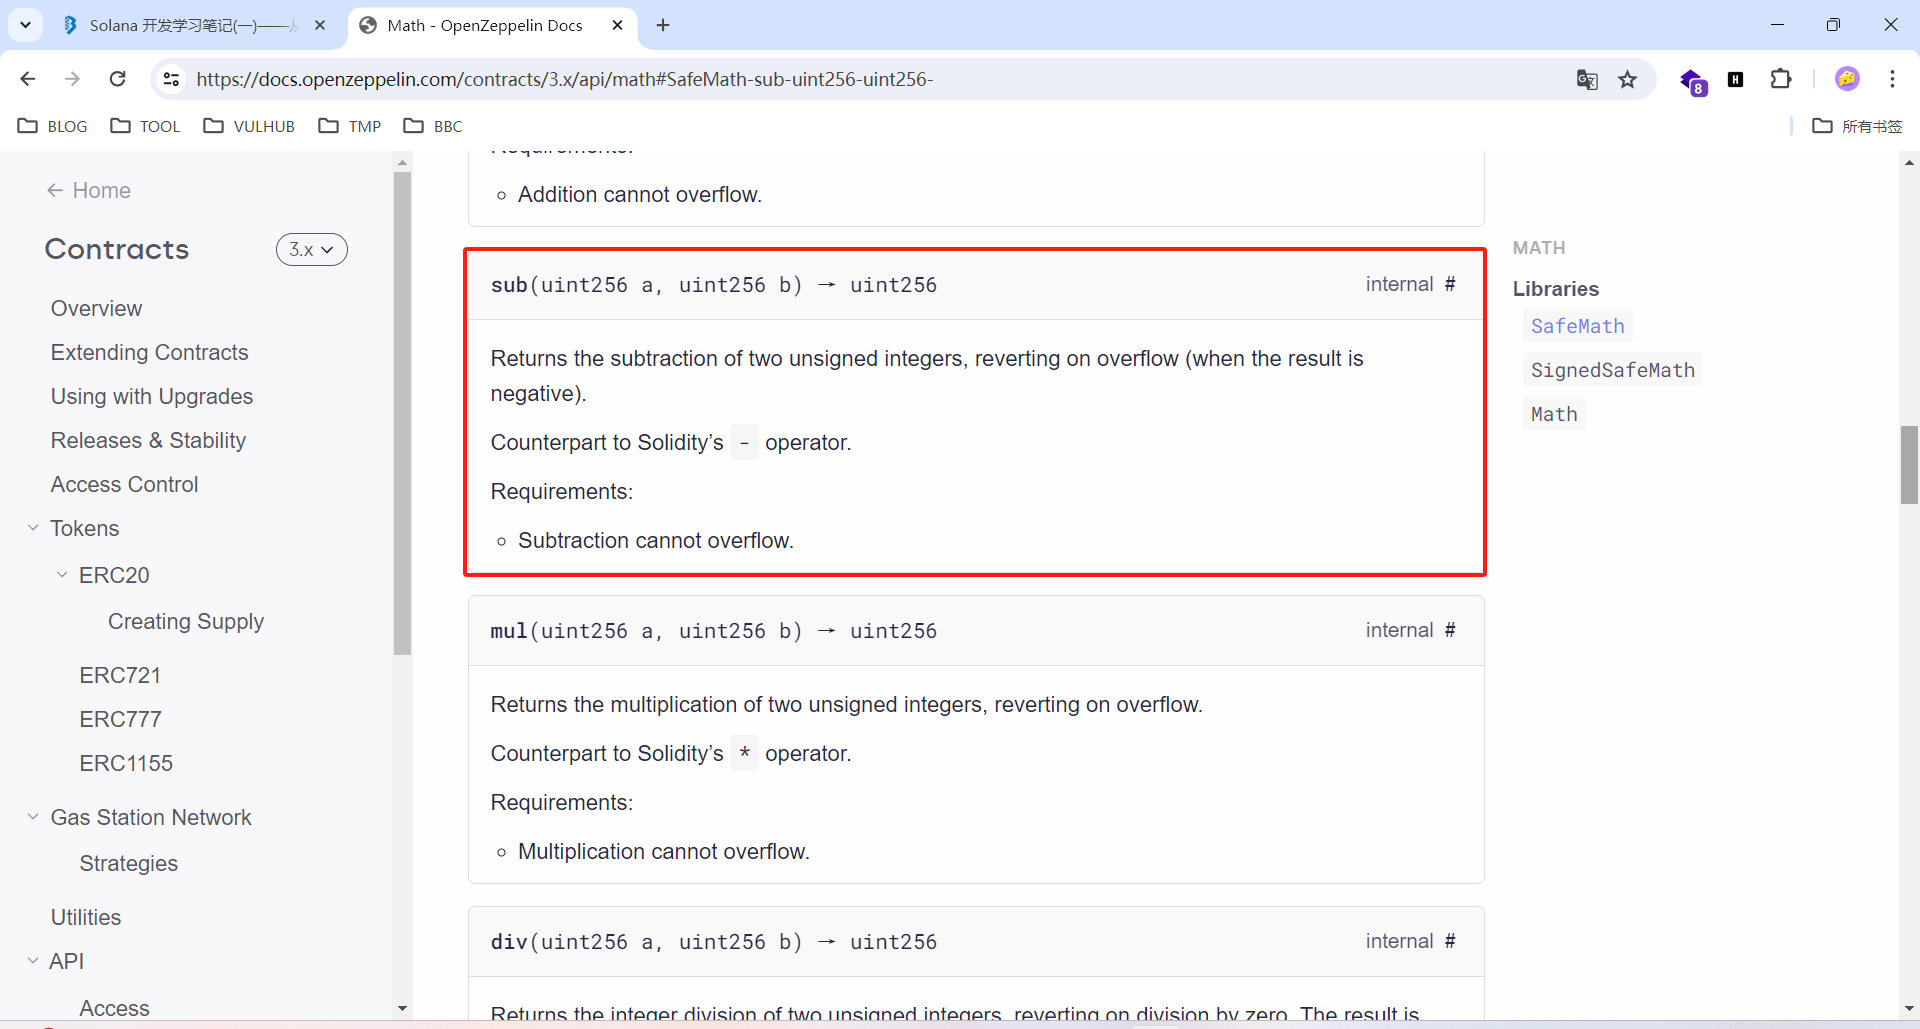 Solana 开发学习笔记(一)——从
Math - OpenZeppelin Docs
https://docs.openzeppelin.com/contracts/3.x/api/math#SafeMath-sub-uint256-uint256-
8
H
BLOG
TOOL
VULHUB
TMP
BBC
所有书签
Home
Contracts
3.x
Overview
Extending Contracts
Using with Upgrades
Releases & Stability
Access Control
Tokens
ERC20
Creating Supply
ERC721
ERC777
ERC1155
Gas Station Network
Strategies
Utilities
API
Access
Requirements:
Addition cannot overflow.
sub(uint256 a, uint256 b) → uint256 internal #
Returns the subtraction of two unsigned integers, reverting on overflow (when the result is
negative).
Counterpart to Solidity’s - operator.
Requirements:
Subtraction cannot overflow.
mul(uint256 a, uint256 b) → uint256 internal #
Returns the multiplication of two unsigned integers, reverting on overflow.
Counterpart to Solidity’s * operator.
Requirements:
Multiplication cannot overflow.
div(uint256 a, uint256 b) → uint256 internal #
Returns the integer division of two unsigned integers, reverting on division by zero. The result is
MATH
Libraries
SafeMath
SignedSafeMath
Math